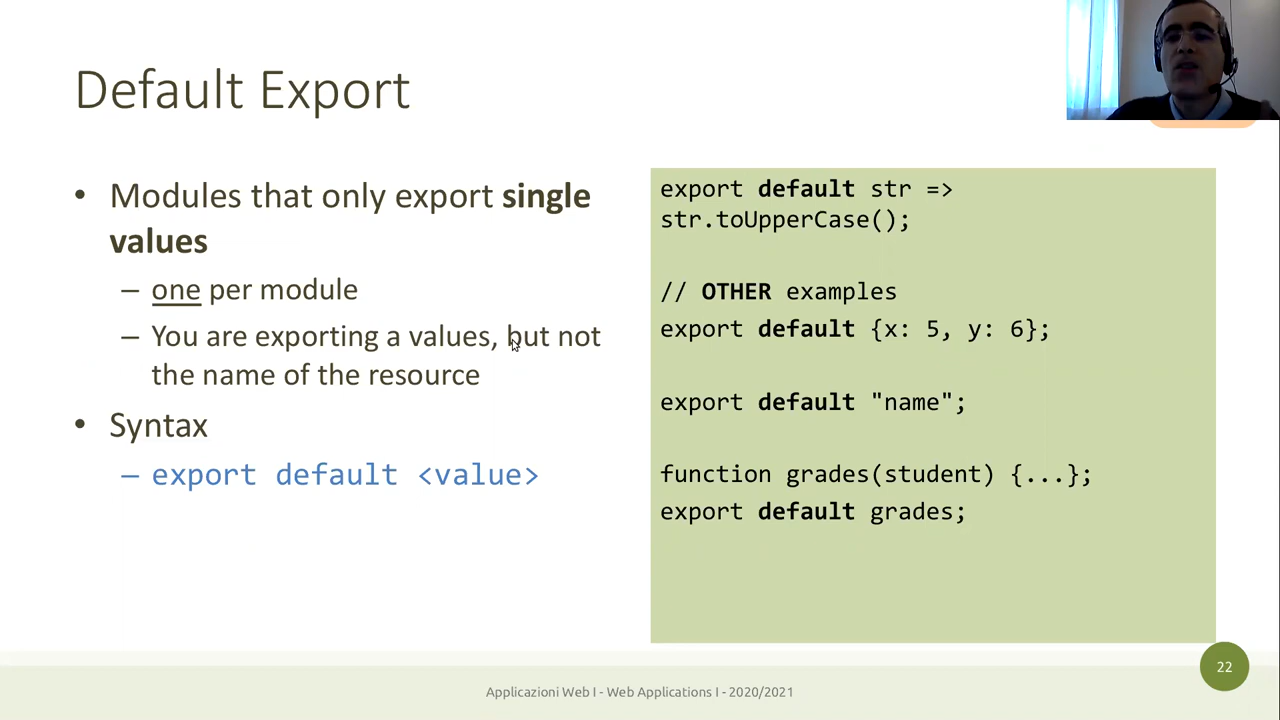 Default Export
• Modules that only export single
values
– one per module
– You are exporting a values, but not
the name of the resource
• Syntax
– export default <value>
export default str =>
str.toUpperCase();
// OTHER examples
export default {x: 5, y: 6};
export default "name";
function grades(student) {...};
export default grades;
22
Applicazioni Web I - Web Applications I - 2020/2021